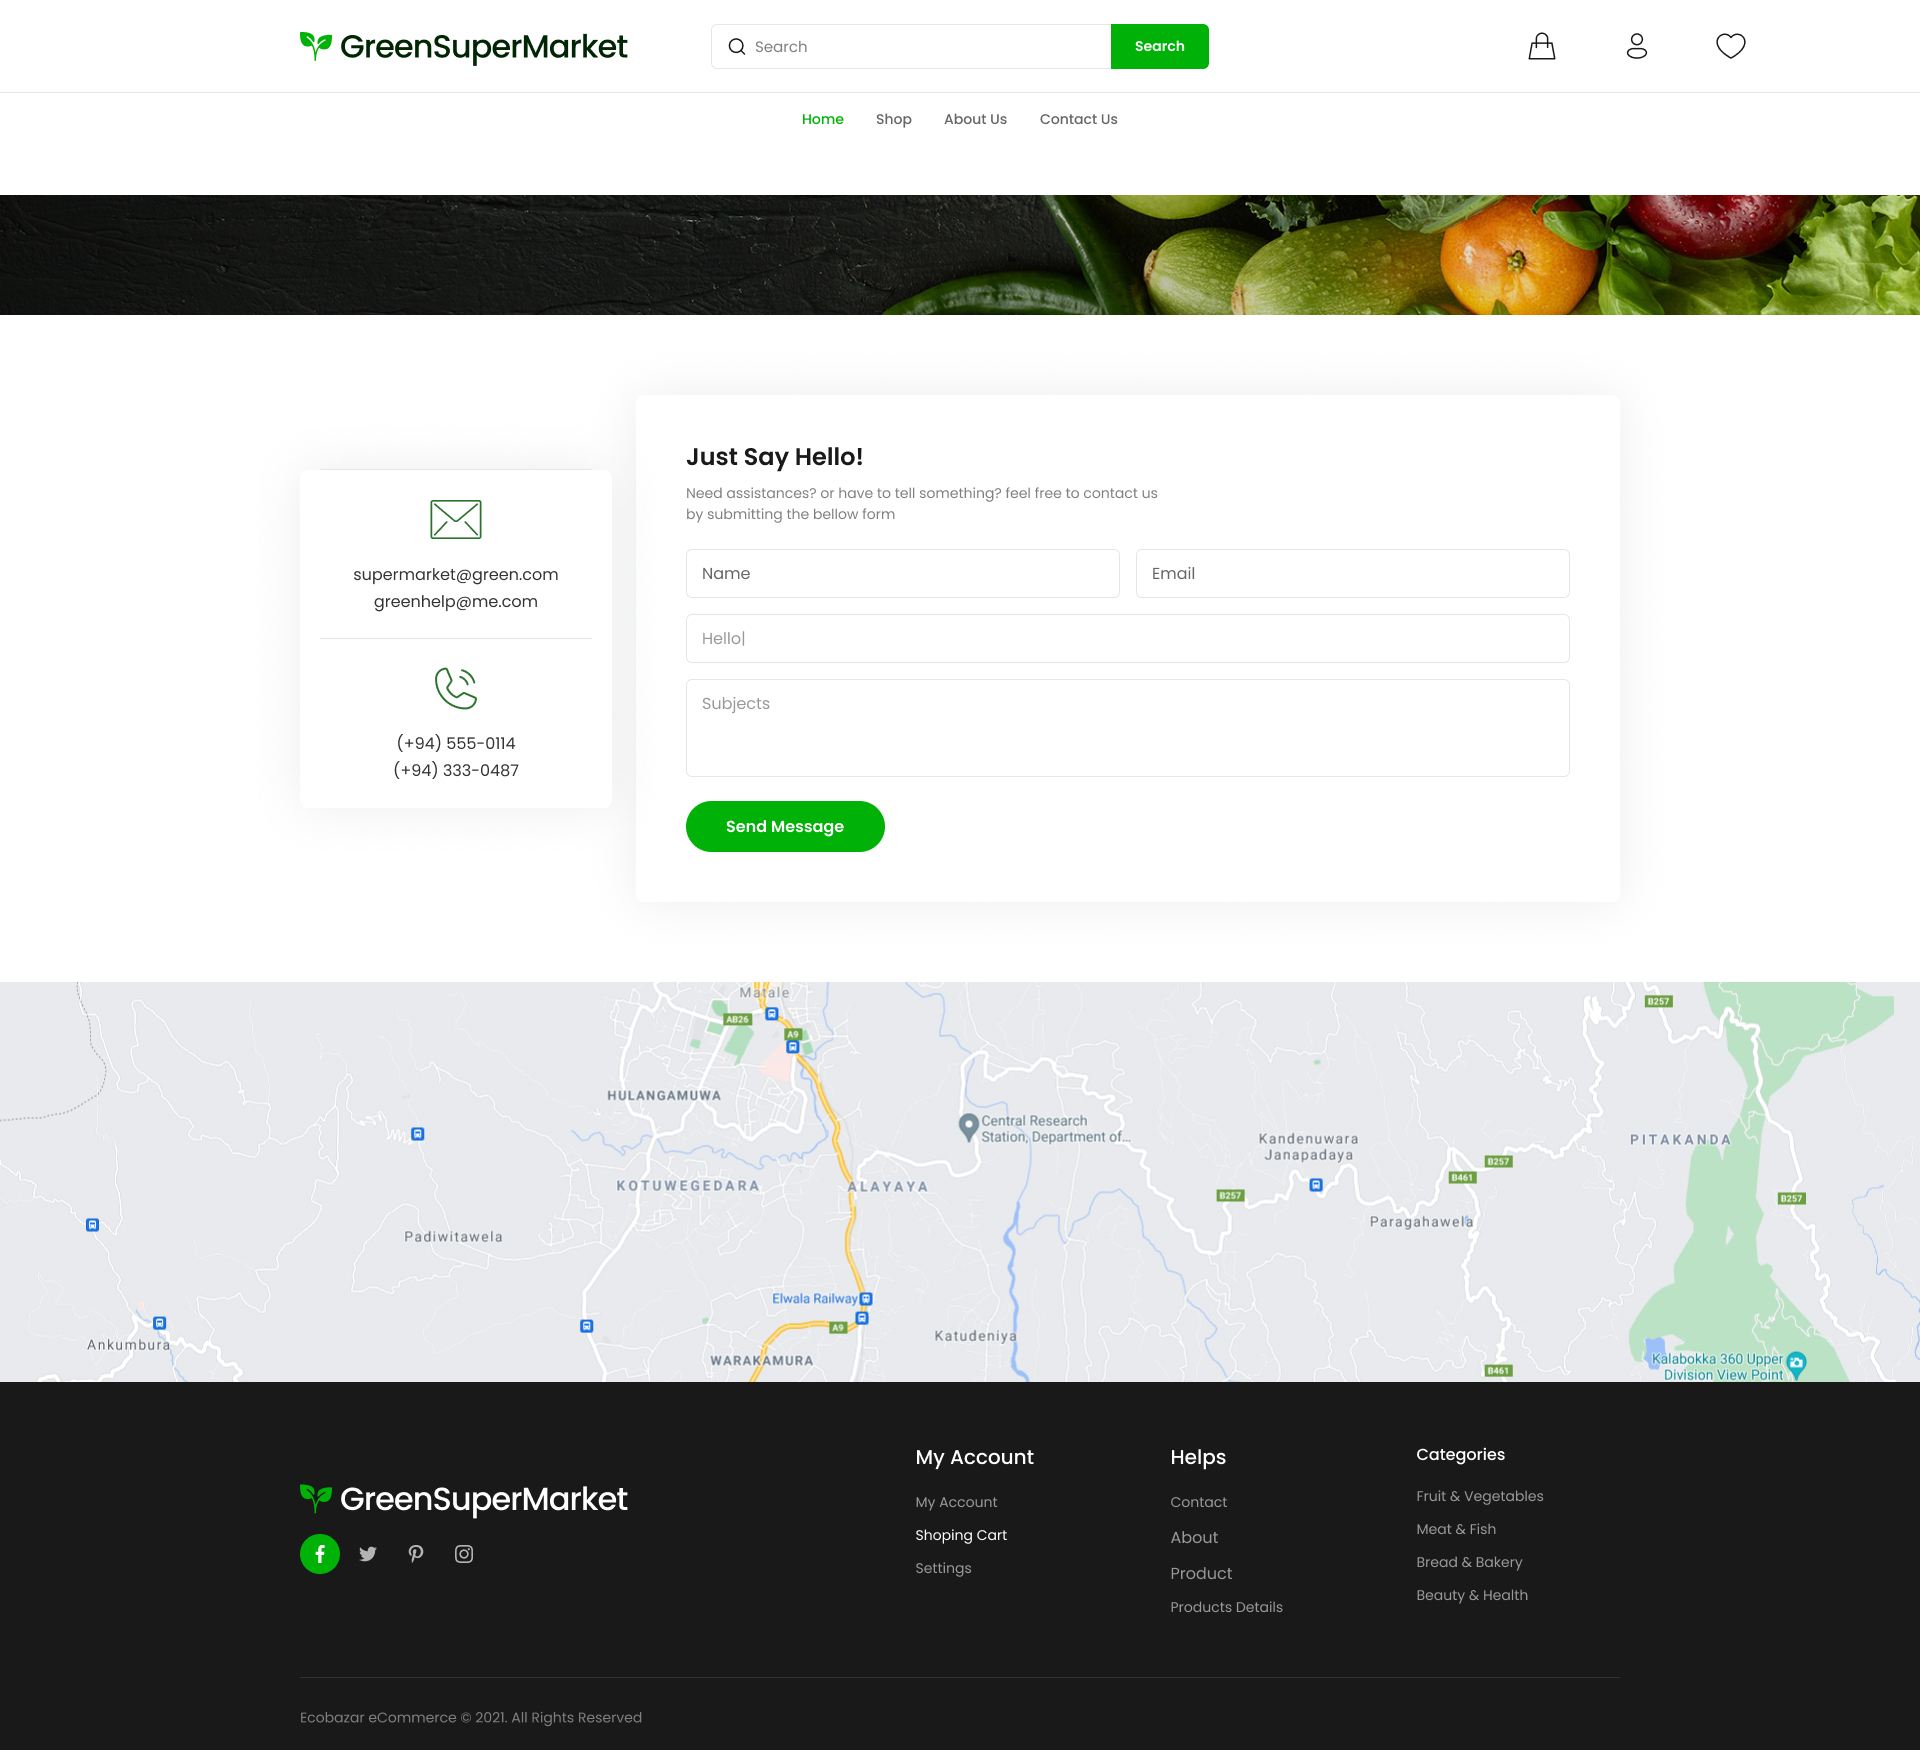 GreenSuperMarket
Search
Search
Home
Shop
About Us
Contact Us
supermarket@green.com
greenhelp@me.com
(+94) 555-0114
(+94) 333-0487
Just Say Hello!
Need assistances? or have to tell something? feel free to contact us
by submitting the bellow form
Name
Email
Hello|
Subjects
Send Message
Matale
AB26
A9
B257
HULANGAMUWA
Central Research
Station, Department of...
Kandenuwara
Janapadaya
PITAKANDA
B257
B461
KOTUWEGEDARA
ALAYAYA
B257
B257
Padiwitawela
Paragahawela
Elwala Railway
A9
Katudeniya
Ankumbura
WARAKAMURA
Kalabokka 360 Upper
Division View Point
B461
GreenSuperMarket
My Account
My Account
Shoping Cart
Settings
Helps
Contact
About
Product
Products Details
Categories
Fruit & Vegetables
Meat & Fish
Bread & Bakery
Beauty & Health
Ecobazar eCommerce © 2021. All Rights Reserved